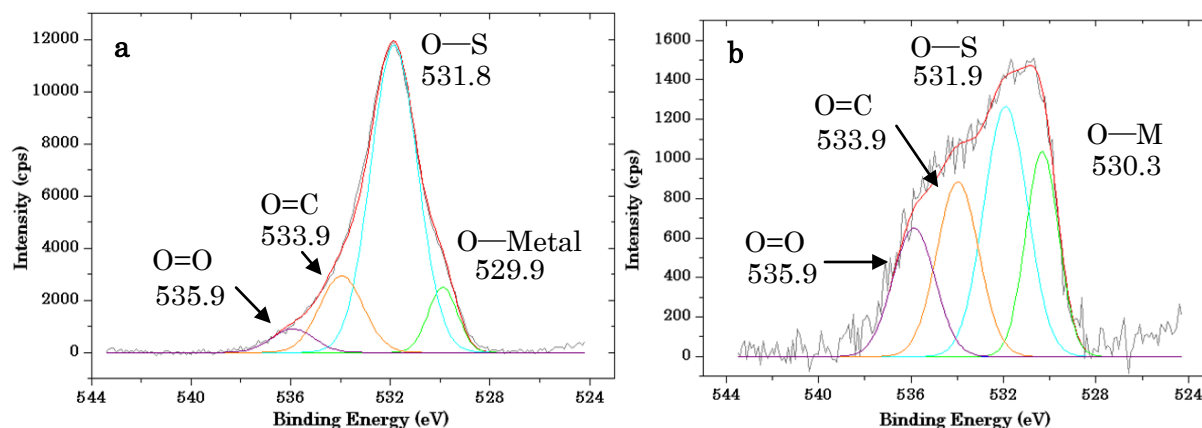 a
O—S
531.8
O=C
533.9
O=O
535.9
O—Metal
529.9
12000
10000
8000
6000
4000
2000
0
Intensity (cps)
544
540
536
532
528
524
Binding Energy (eV)
b
O—S
531.9
O=C
533.9
O—M
530.3
O=O
535.9
1600
1400
1200
1000
800
600
400
200
0
Intensity (cps)
544
540
536
532
528
524
Binding Energy (eV)